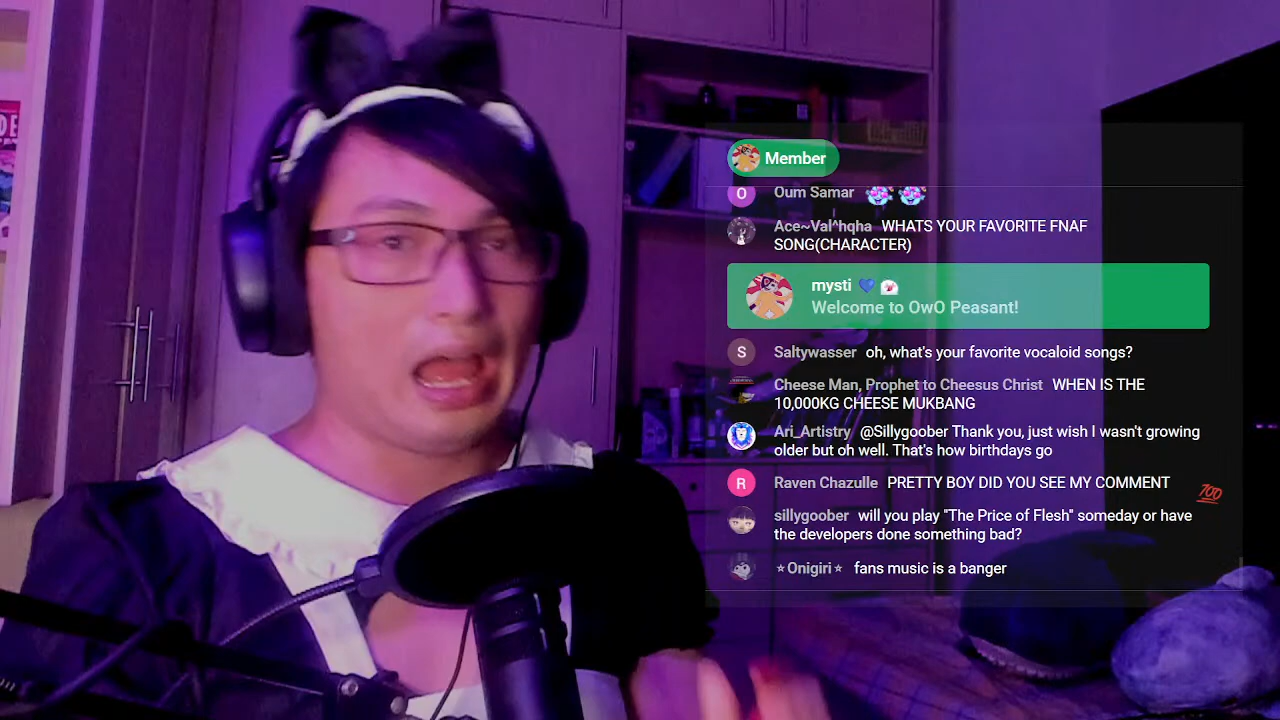 DE
Member
Oum Samar
Ace~Val^hqha WHATS YOUR FAVORITE FNAF
SONG(CHARACTER)
mysti
Welcome to OwO Peasant!
S Saltywasser oh, what's your favorite vocaloid songs?
Cheese Man, Prophet to Cheesus Christ WHEN IS THE
10,000KG CHEESE MUKBANG
Ari_Artistry @Sillygoober Thank you, just wish I wasn't growing
older but oh well. That's how birthdays go
R Raven Chazulle PRETTY BOY DID YOU SEE MY COMMENT
100
sillygoober will you play "The Price of Flesh" someday or have
the developers done something bad?
⭐Onigiri⭐ fans music is a banger